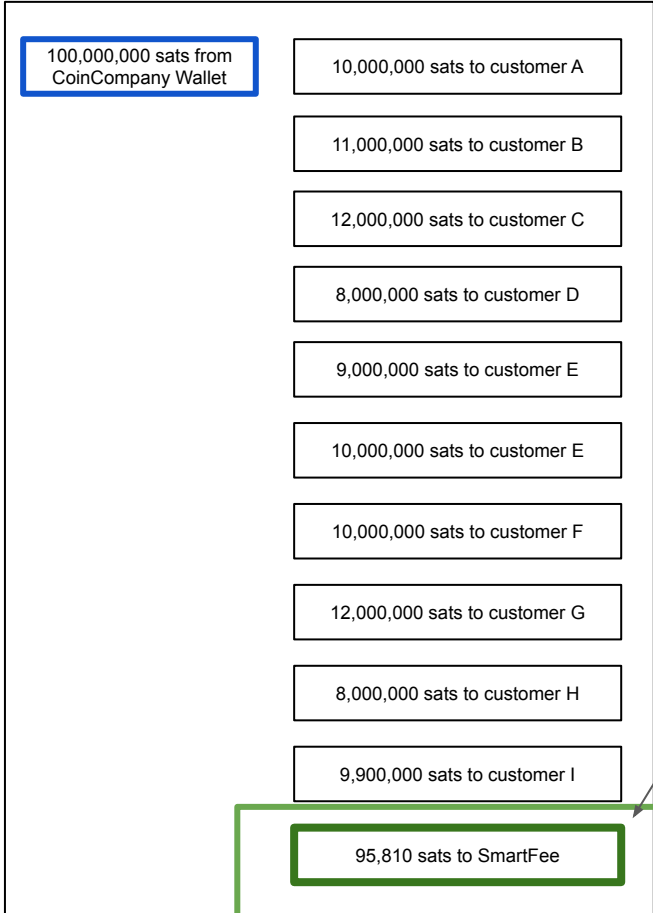 100,000,000 sats from
CoinCompany Wallet
10,000,000 sats to customer A
11,000,000 sats to customer B
12,000,000 sats to customer C
8,000,000 sats to customer D
9,000,000 sats to customer E
10,000,000 sats to customer E
10,000,000 sats to customer F
12,000,000 sats to customer G
8,000,000 sats to customer H
9,900,000 sats to customer I
95,810 sats to SmartFee